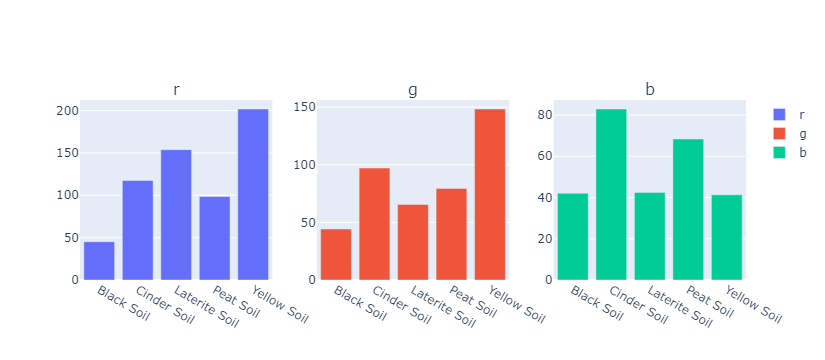 r
g
b
200
150
100
50
0
150
100
50
0
80
60
40
20
0
Black Soil
Cinder Soil
Laterite Soil
Peat Soil
Yellow Soil
Black Soil
Cinder Soil
Laterite Soil
Peat Soil
Yellow Soil
Black Soil
Cinder Soil
Laterite Soil
Peat Soil
Yellow Soil
r
g
b